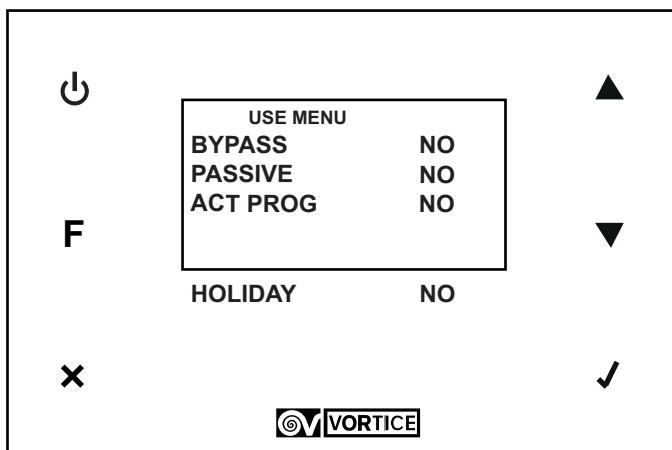 USE MENU
BYPASS NO
PASSIVE NO
ACT PROG NO
F
HOLIDAY NO
VORTICE